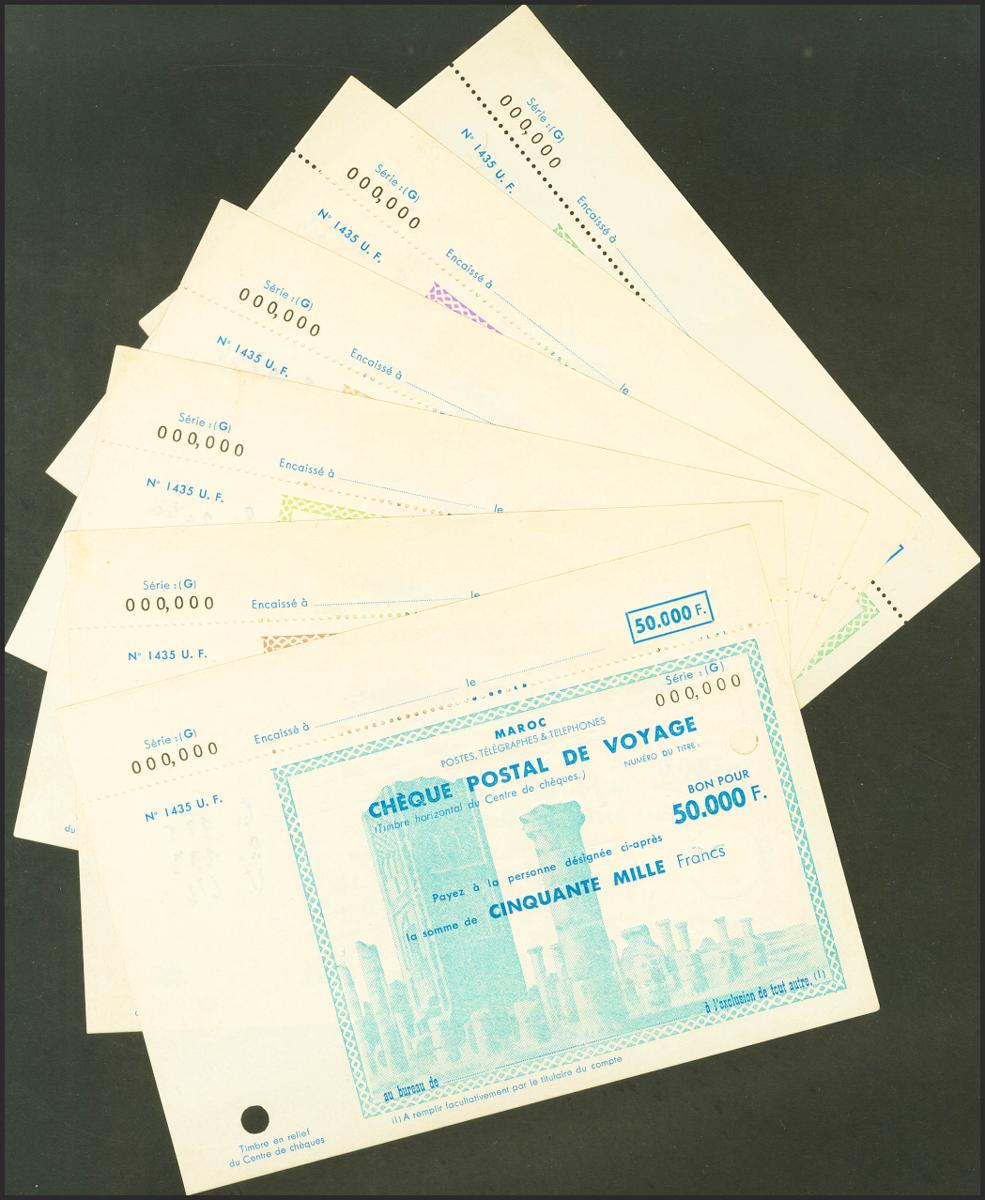 Série : (G)
000,000
N° 1435 U. F.
Encaissé à
Série : (G)
000,000
N° 1435 U. F.
Encaissé à
le
Série : (G)
000,000
N° 1435 U. F.
Encaissé à
Série : (G)
000,000
N° 1435 U. F.
Encaissé à
le
Série : (G)
000,000
N° 1435 U. F.
Encaissé à
le
du
50.000 F.
Série : (G)
000,000
Encaissé à
le
N° 1435 U. F.
Série : (G)
000,000
MAROC
POSTES, TÉLÉGRAPHES & TELEPHONES
CHÈQUE POSTAL DE VOYAGE
NUMÉRO DU TITRE :
(Timbre horizontal du Centre de chèques.)
BON POUR
50.000 F.
Payez à la personne désignée ci-après
la somme de CINQUANTE MILLE Francs
à l'exclusion de tout autre. (1)
au bureau de
(1) A remplir facultativement par le titulaire du compte
Timbre en relief
du Centre de chèques